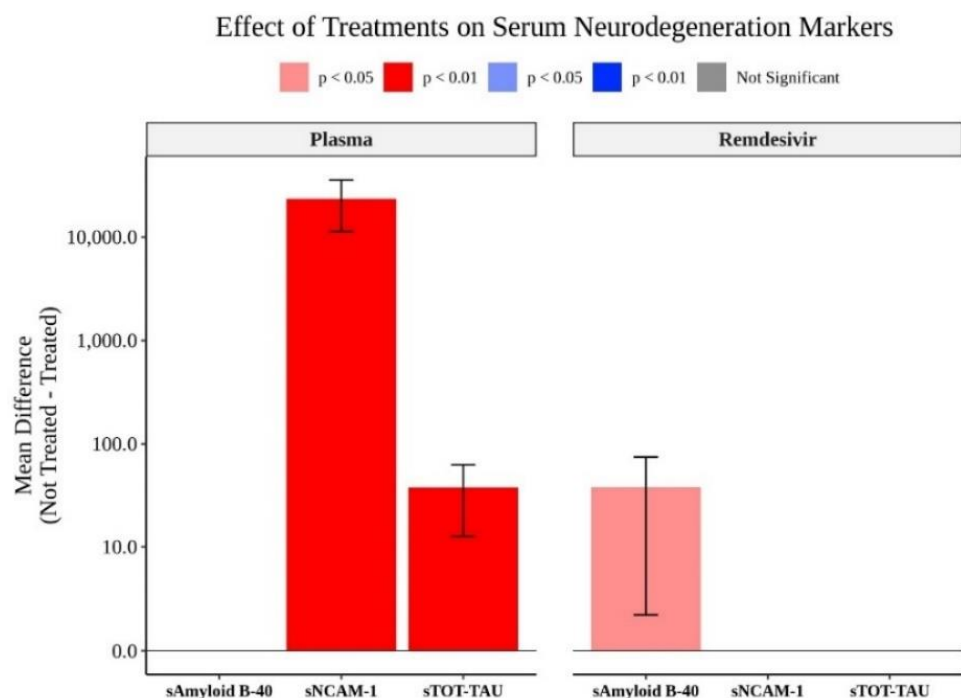 Effect of Treatments on Serum Neurodegeneration Markers
p < 0.05 p < 0.01 p < 0.05 p < 0.01 Not Significant
Plasma Remdesivir
Mean Difference
(Not Treated - Treated)
10,000.0
1,000.0
100.0
10.0
0.0
sAmyloid B-40 sNCAM-1 sTOT-TAU sAmyloid B-40 sNCAM-1 sTOT-TAU